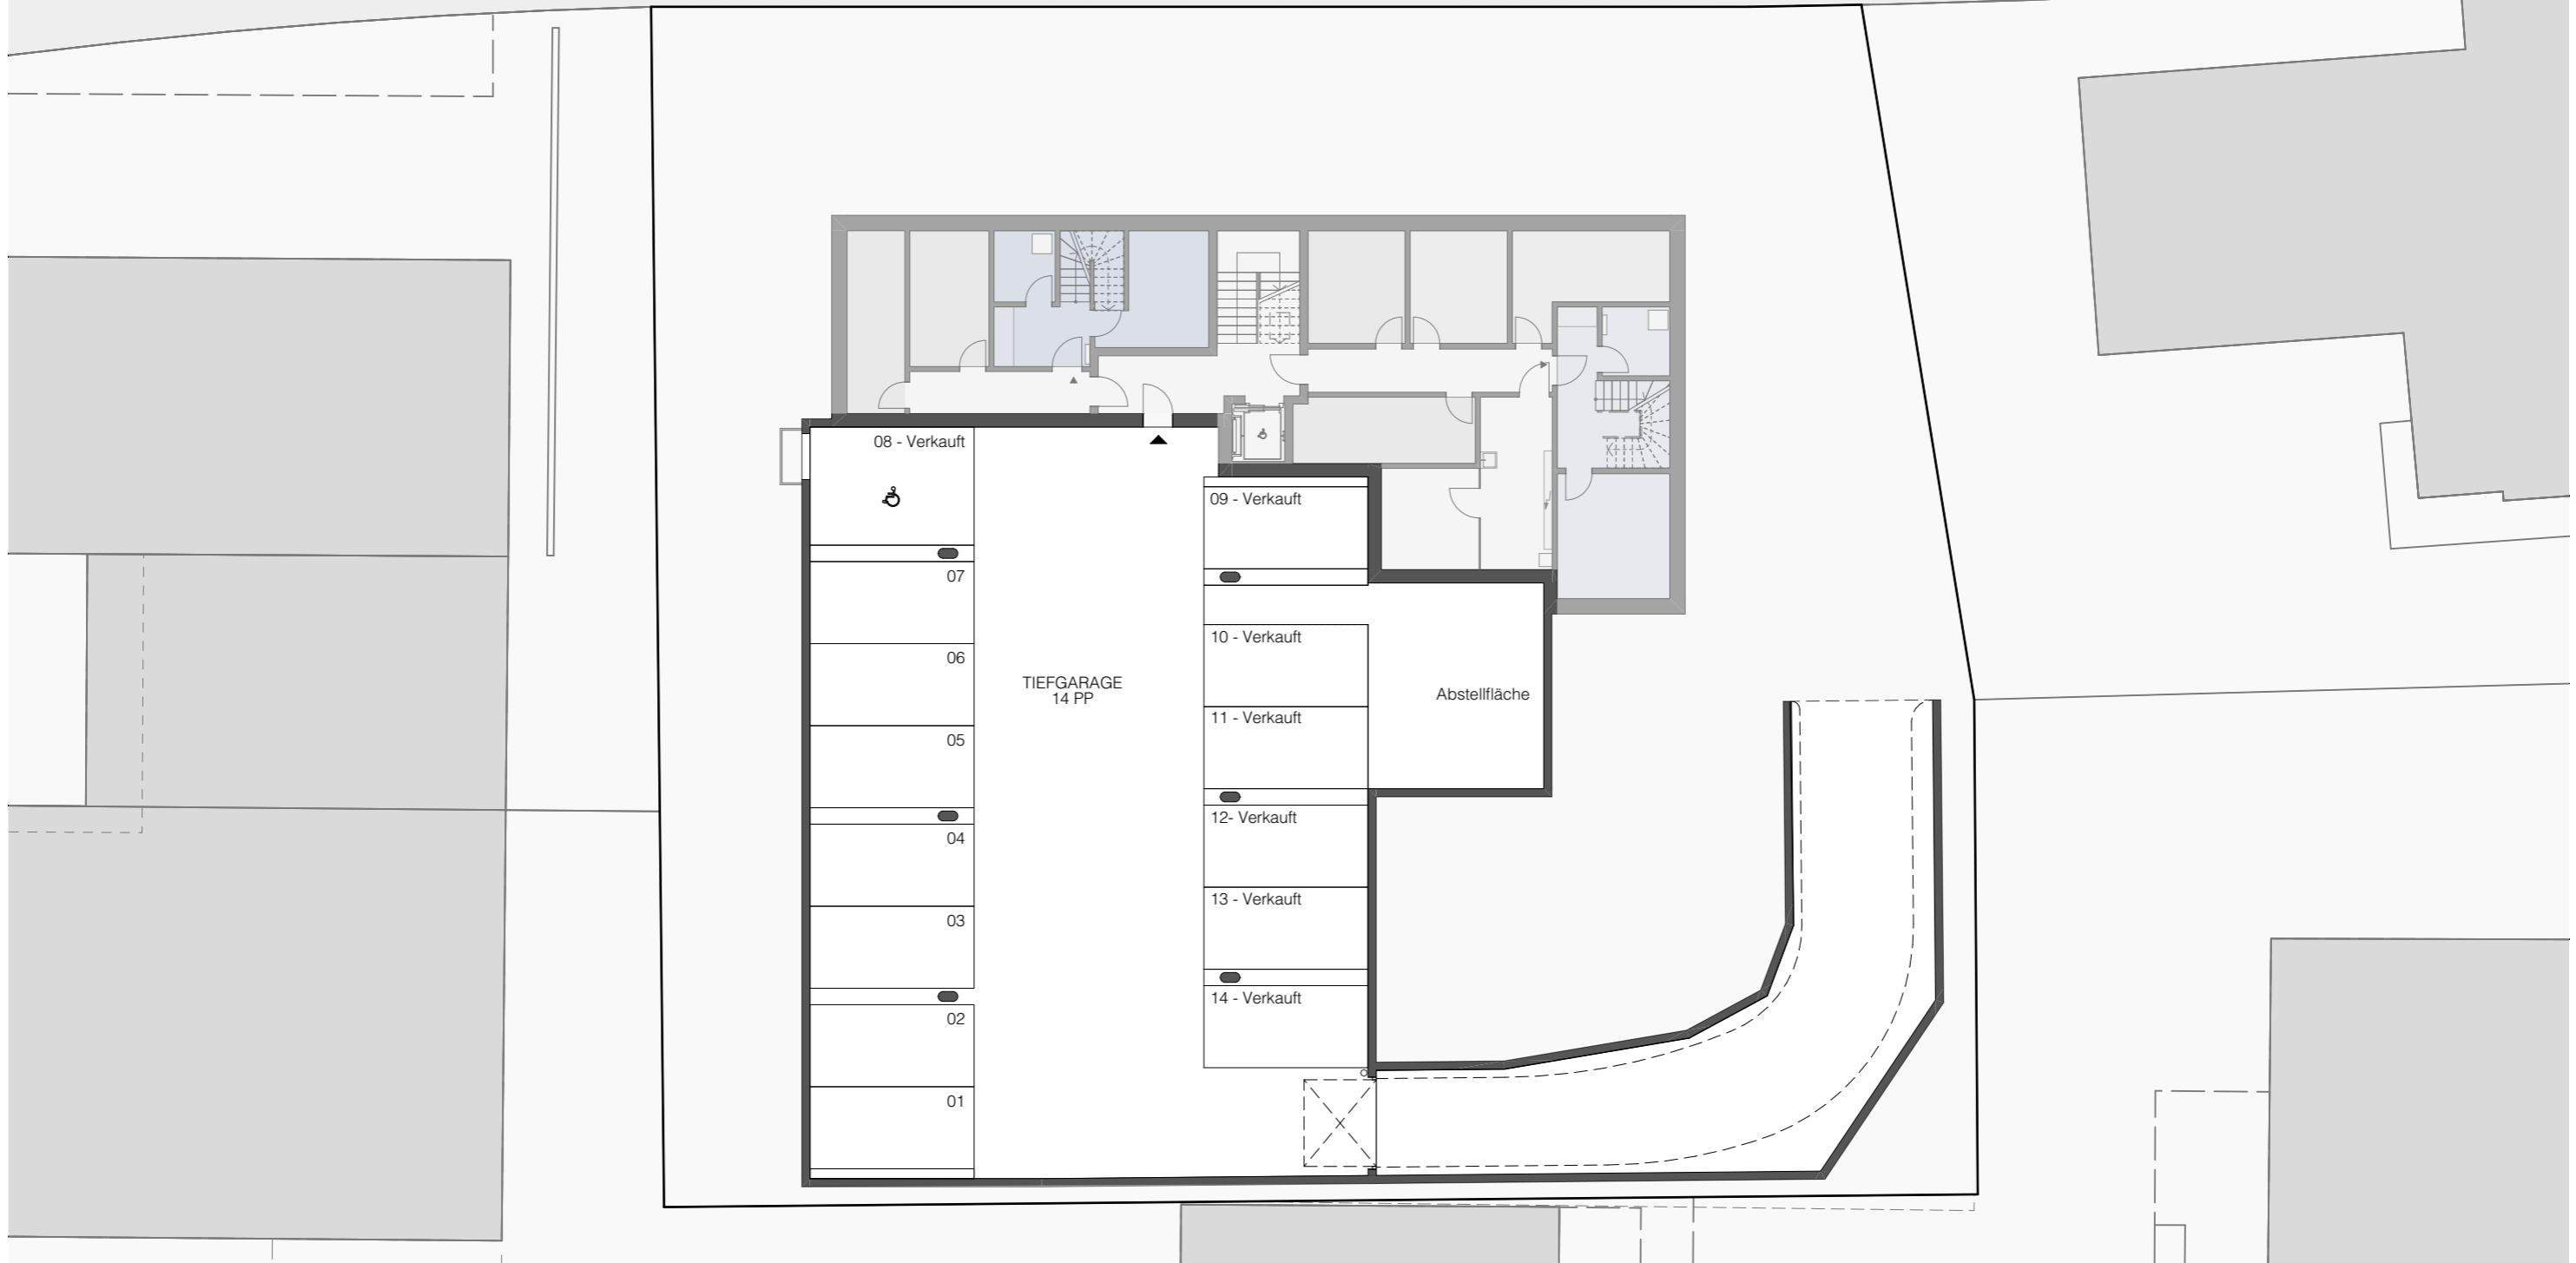 08 - Verkauft
07
06
05
04
03
02
01
TIEFGARAGE
14 PP
09 - Verkauft
10 - Verkauft
11 - Verkauft
12- Verkauft
13 - Verkauft
14 - Verkauft
Abstellfläche